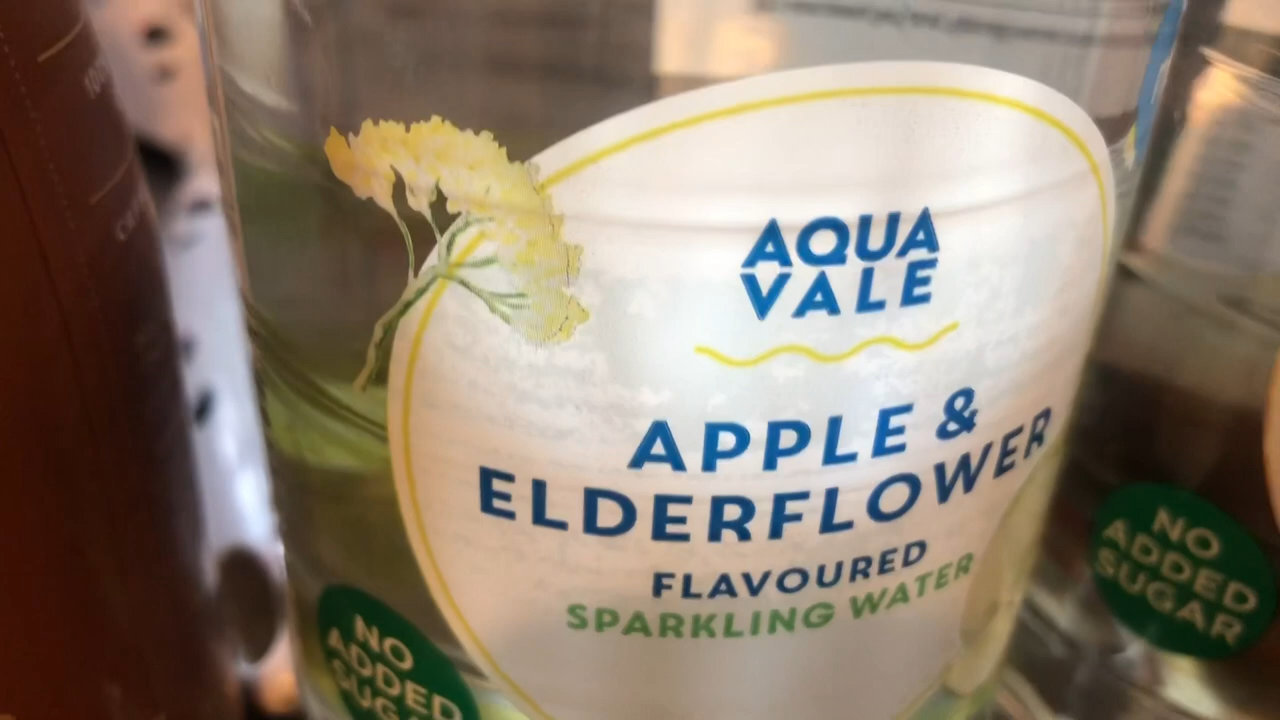 AQUA
VALE
APPLE &
ELDERFLOWER
FLAVOURED
SPARKLING WATER
NO
ADDED
NO
ADDED
SUGAR